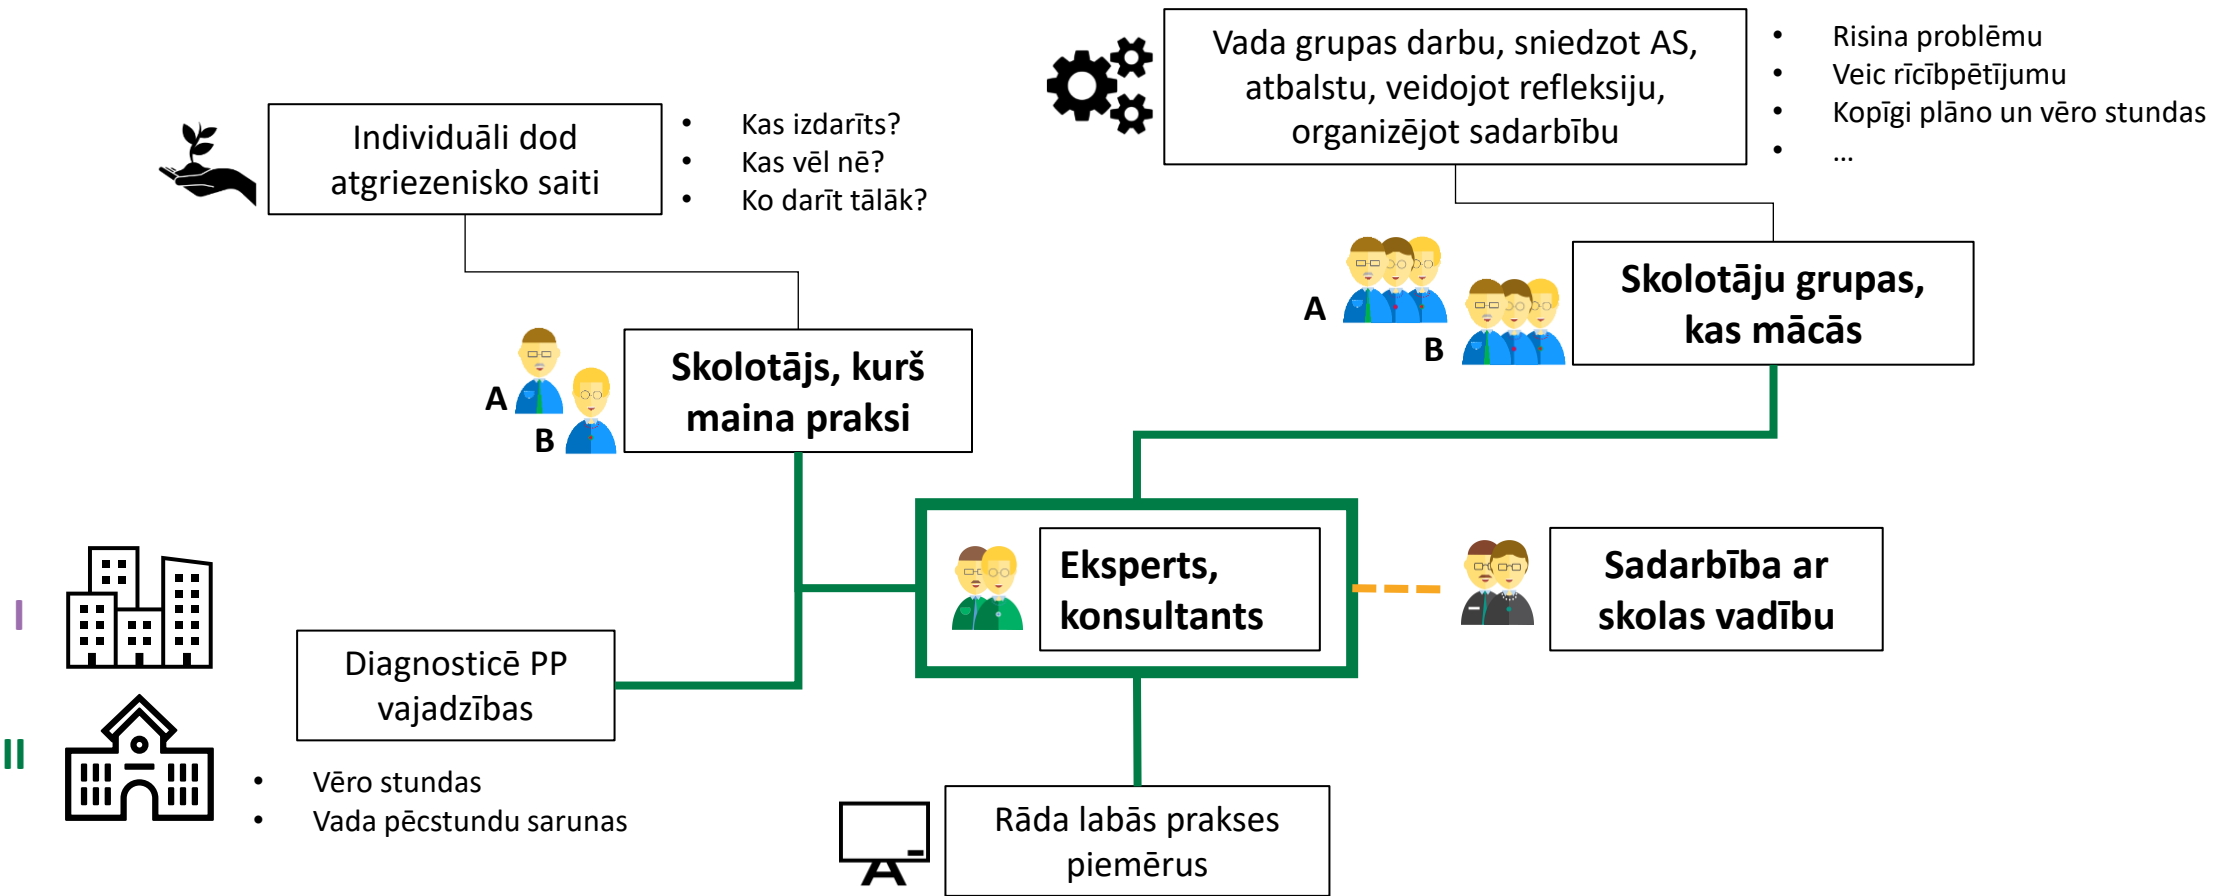 Individuāli dod
atgriezenisko saiti
• Kas izdarīts?
• Kas vēl nē?
• Ko darīt tālāk?
Vada grupas darbu, sniedzot AS,
atbalstu, veidojot refleksiju,
organizējot sadarbību
• Risina problēmu
• Veic rīcībpētījumu
• Kopīgi plāno un vēro stundas
• ...
A
B
Skolotājs, kurš
maina praksi
A
B
Skolotāju grupas,
kas mācās
I
II
Diagnosticē PP
vajadzības
• Vēro stundas
• Vada pēcstundu sarunas
Eksperts,
konsultants
Sadarbība ar
skolas vadību
Rāda labās prakses
piemērus